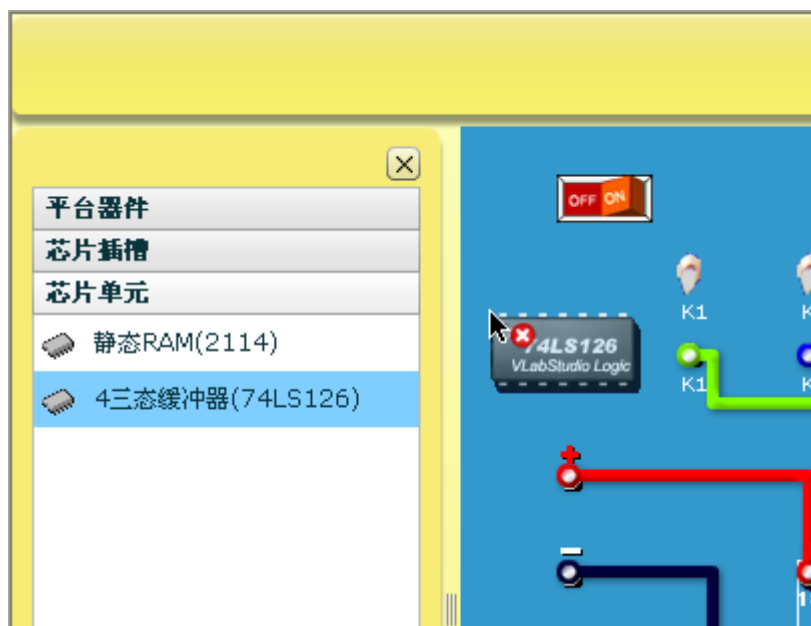 平台器件
芯片插槽
芯片单元
静态RAM(2114)
4三态缓冲器(74LS126)
OFF ON
K1
74LS126
VLabStudio Logic
K1
+
−